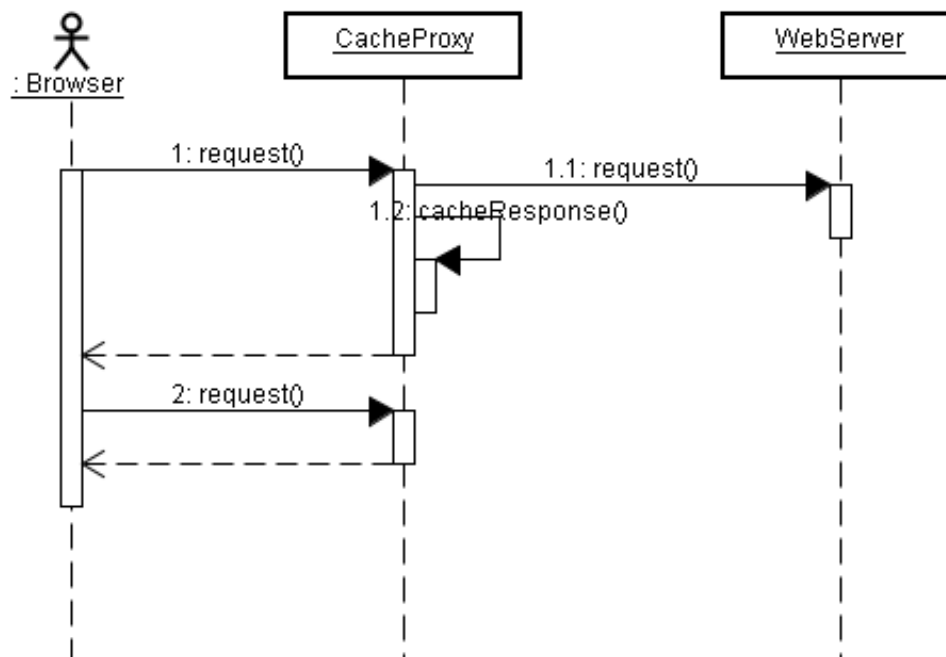 : Browser
CacheProxy
WebServer
1: request()
1.1: request()
1.2: cacheResponse()
2: request()